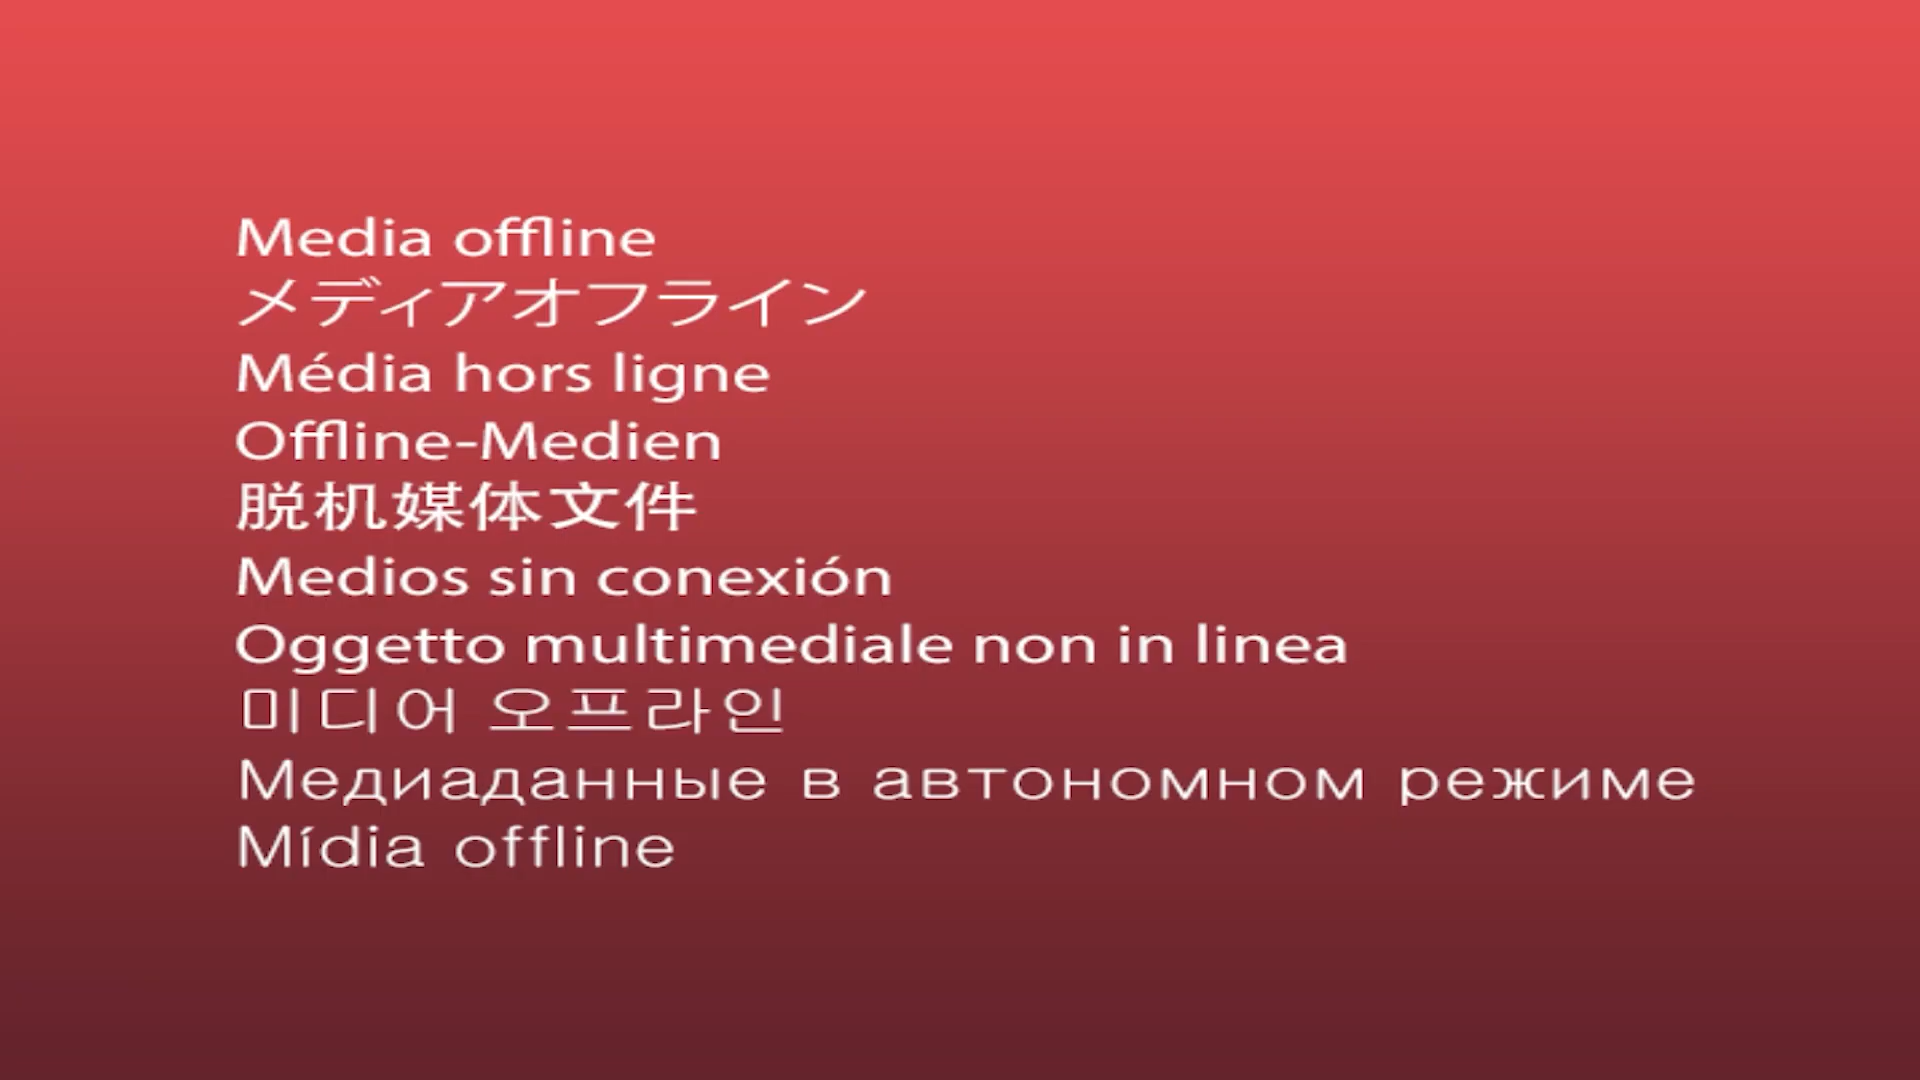 Media offline
メディアオフライン
Média hors ligne
Offline-Medien
脱机媒体文件
Medios sin conexión
Oggetto multimediale non in linea
미디어 오프라인
Медиаданные в автономном режиме
Mídia offline